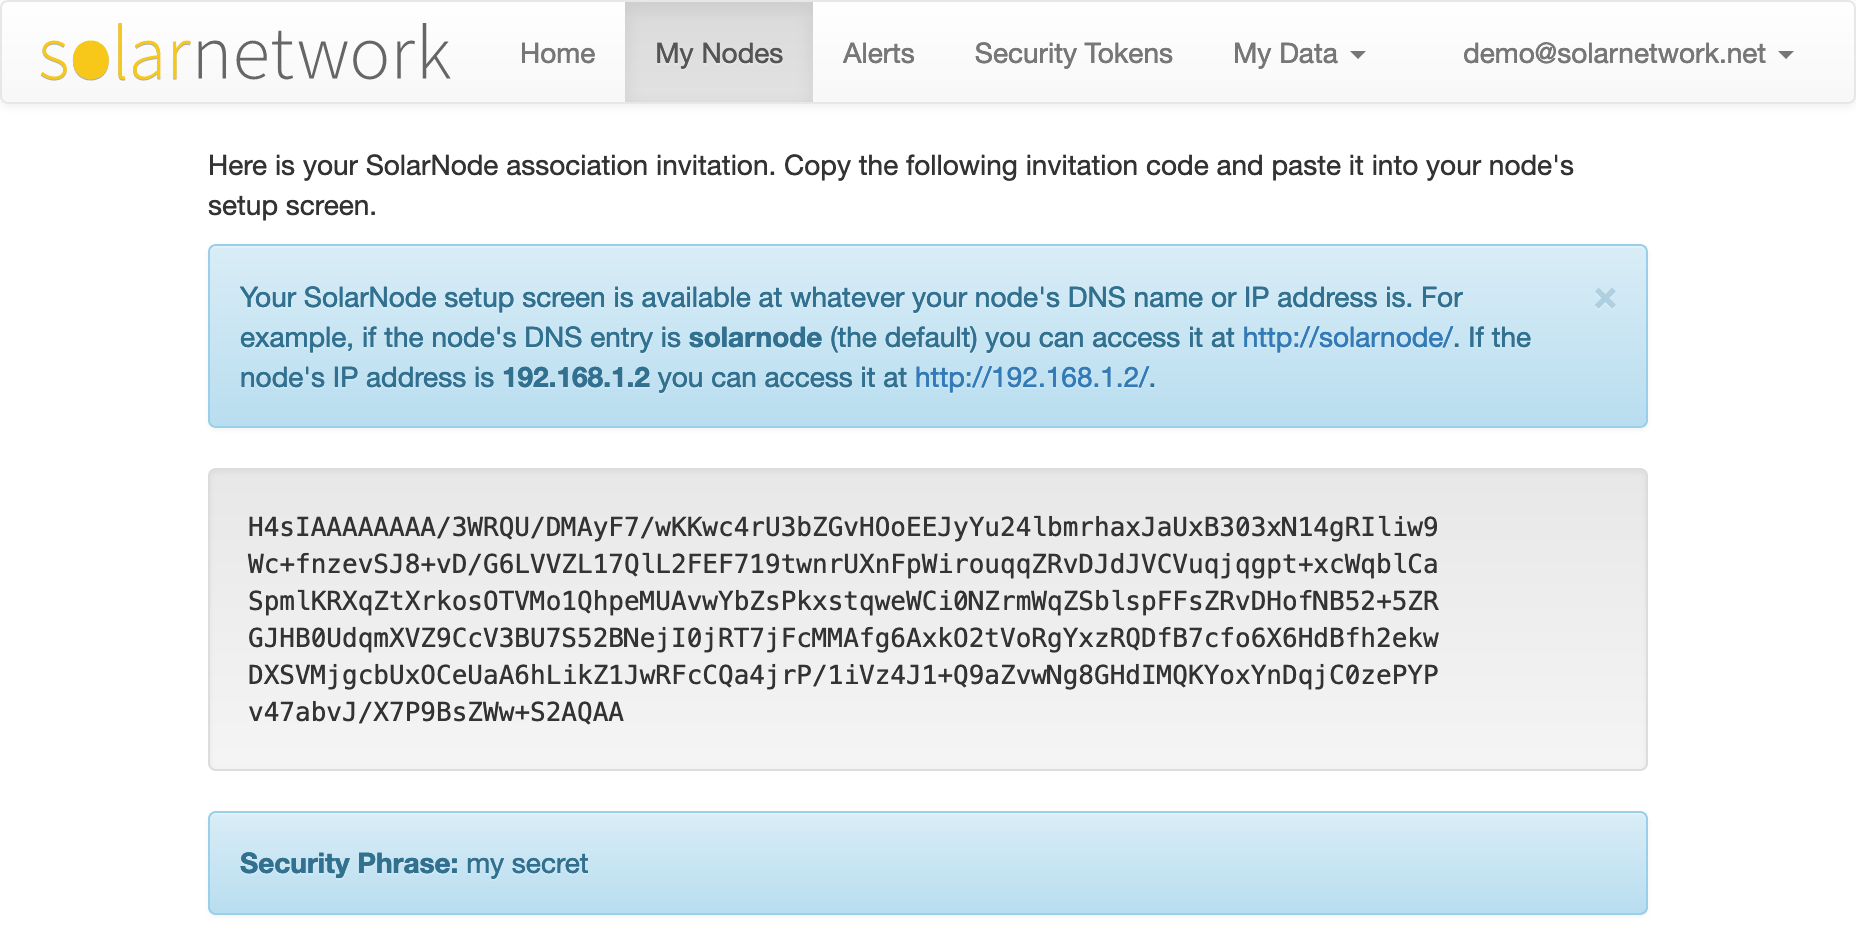 solarnetwork Home My Nodes Alerts Security Tokens My Data demo@solarnetwork.net
Here is your SolarNode association invitation. Copy the following invitation code and paste it into your node's
setup screen.
Your SolarNode setup screen is available at whatever your node's DNS name or IP address is. For
example, if the node's DNS entry is solarnode (the default) you can access it at http://solarnode/. If the
node's IP address is 192.168.1.2 you can access it at http://192.168.1.2/.
H4sIAAAAAAAA/3WRQU/DMAyF7/wKKwc4rU3bZGvHOoEEJyYu24lbmrhaxJaUxB303xN14gRIliw9
Wc+fnzevSJ8+vD/G6LVVZL17QlL2FEF719twnrUXnFpWirouqqZRvDJdJVCVuqjqgpt+xcWqblCa
SpmlKRXqZtXrkosOTVMo1QhpeMUAvwYbZsPkxstqweWCi0NZrmWqZSblspFFsZRvDHofNB52+5ZR
GJHB0UdqmXVZ9CcV3BU7S52BNejI0jRT7jFcMMAfg6AxkO2tVoRgYxzRQDfB7cfo6X6HdBfh2ekw
DXSVMjgcbUxOCeUaA6hLikZ1JwRFcCQa4jrP/1iVz4J1+Q9aZvwNg8GHdIMQKYoxYnDqjC0zePYP
v47abvJ/X7P9BsZWw+S2AQAA
Security Phrase: my secret